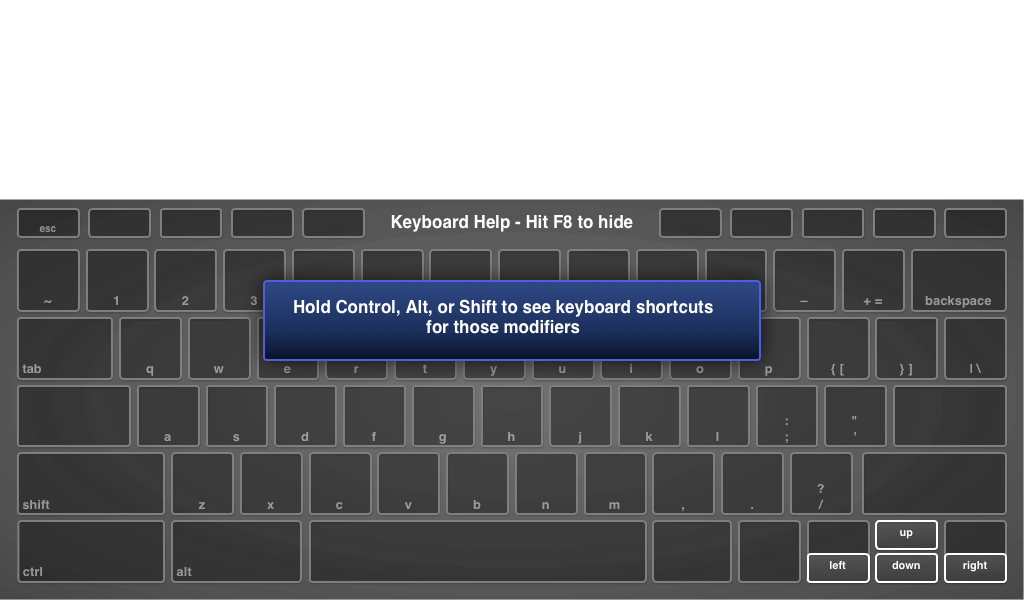 esc
Keyboard Help - Hit F8 to hide
~ 1 2 3 – + = backspace
Hold Control, Alt, or Shift to see keyboard shortcuts
for those modifiers
tab q w e r t y u i o p { [ } ] | \
a s d f g h j k l : ; " '
shift z x c v b n m , . ? /
ctrl alt
up
left down right